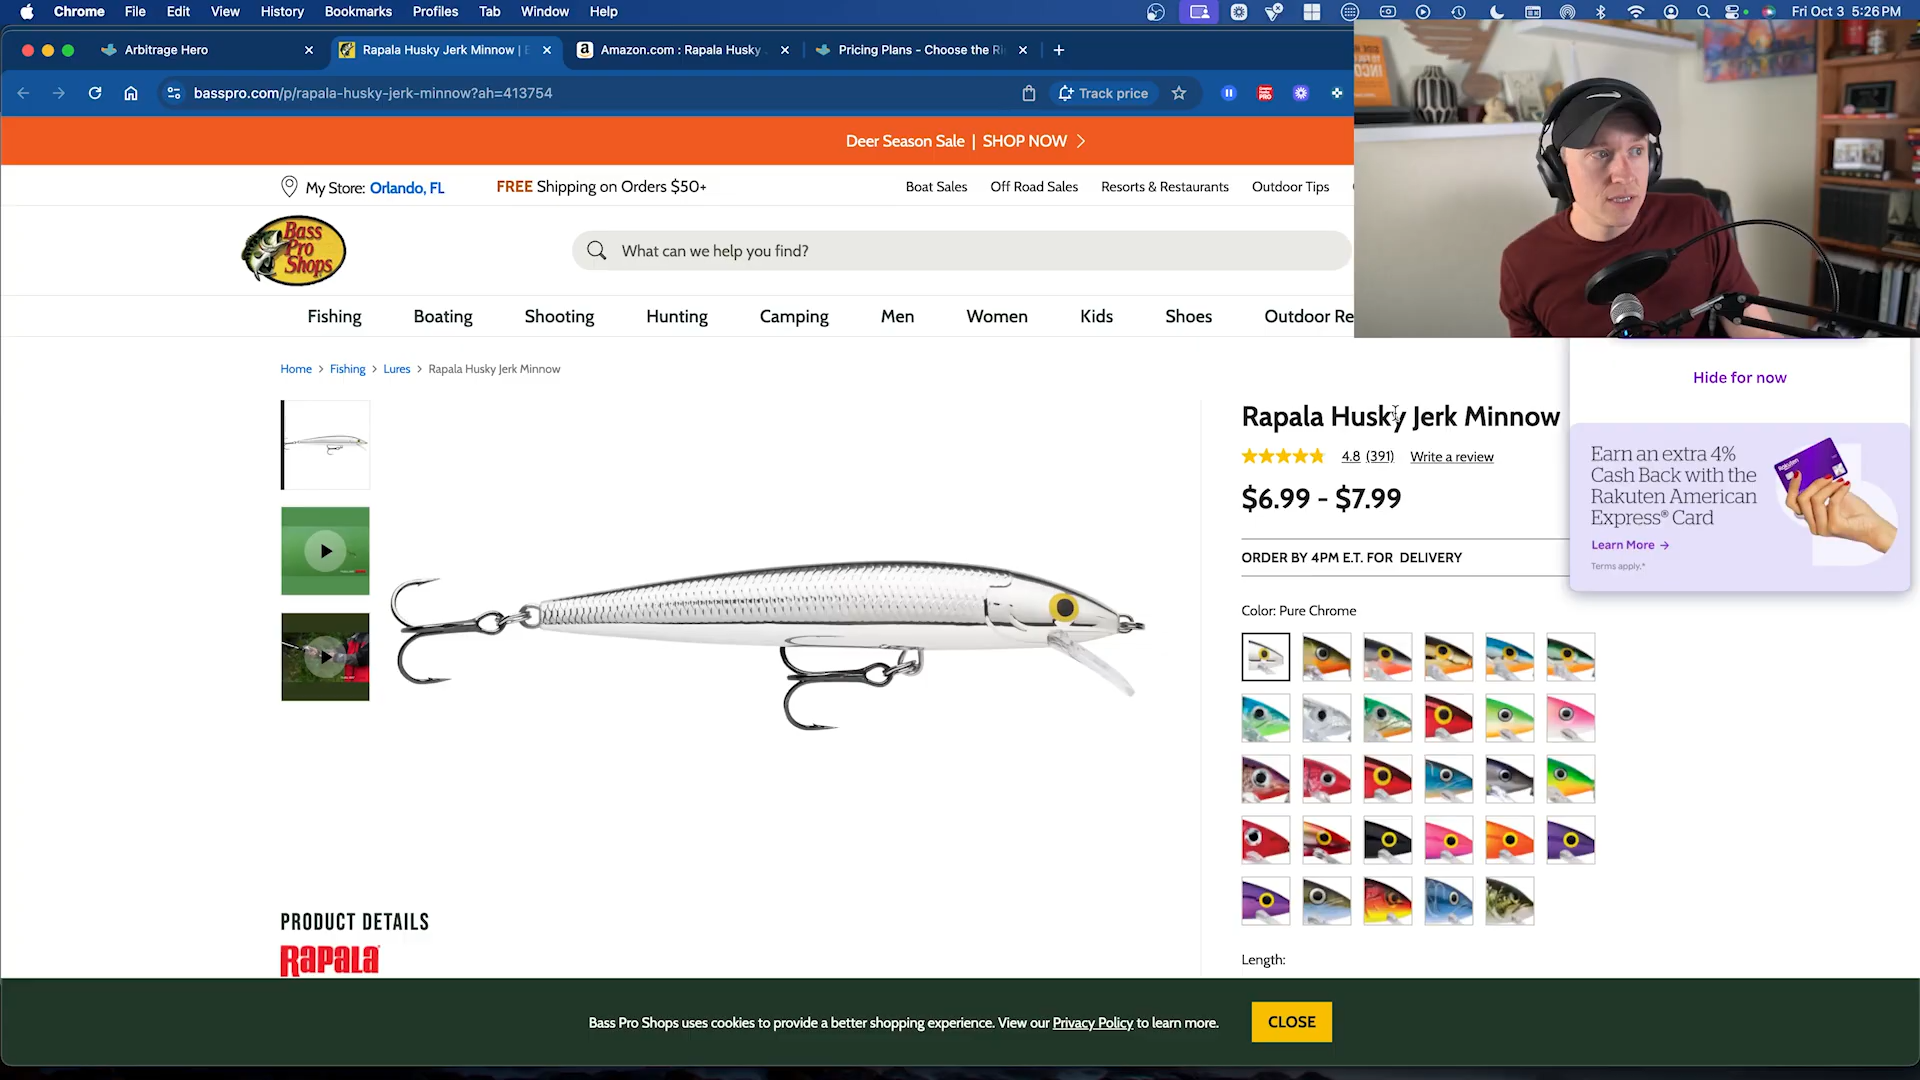 Chrome File Edit View History Bookmarks Profiles Tab Window Help
Fri Oct 3 5:26 PM
Arbitrage Hero
Rapala Husky Jerk Minnow |
Amazon.com : Rapala Husky
Pricing Plans - Choose the Ri
basspro.com/p/rapala-husky-jerk-minnow?ah=413754
Track price
Deer Season Sale | SHOP NOW
My Store: Orlando, FL
FREE Shipping on Orders $50+
Boat Sales Off Road Sales Resorts & Restaurants Outdoor Tips
Bass
Pro
Shops
What can we help you find?
Fishing Boating Shooting Hunting Camping Men Women Kids Shoes Outdoor Re
Home > Fishing > Lures > Rapala Husky Jerk Minnow
Hide for now
Rapala Husky Jerk Minnow
4.8 (391) Write a review
$6.99 - $7.99
Earn an extra 4%
Cash Back with the
Rakuten American
Express® Card
Learn More →
Terms apply.*
Rakuten
ORDER BY 4PM E.T. FOR DELIVERY
Color: Pure Chrome
PRODUCT DETAILS
RAPALA
Length:
Bass Pro Shops uses cookies to provide a better shopping experience. View our Privacy Policy to learn more.
CLOSE